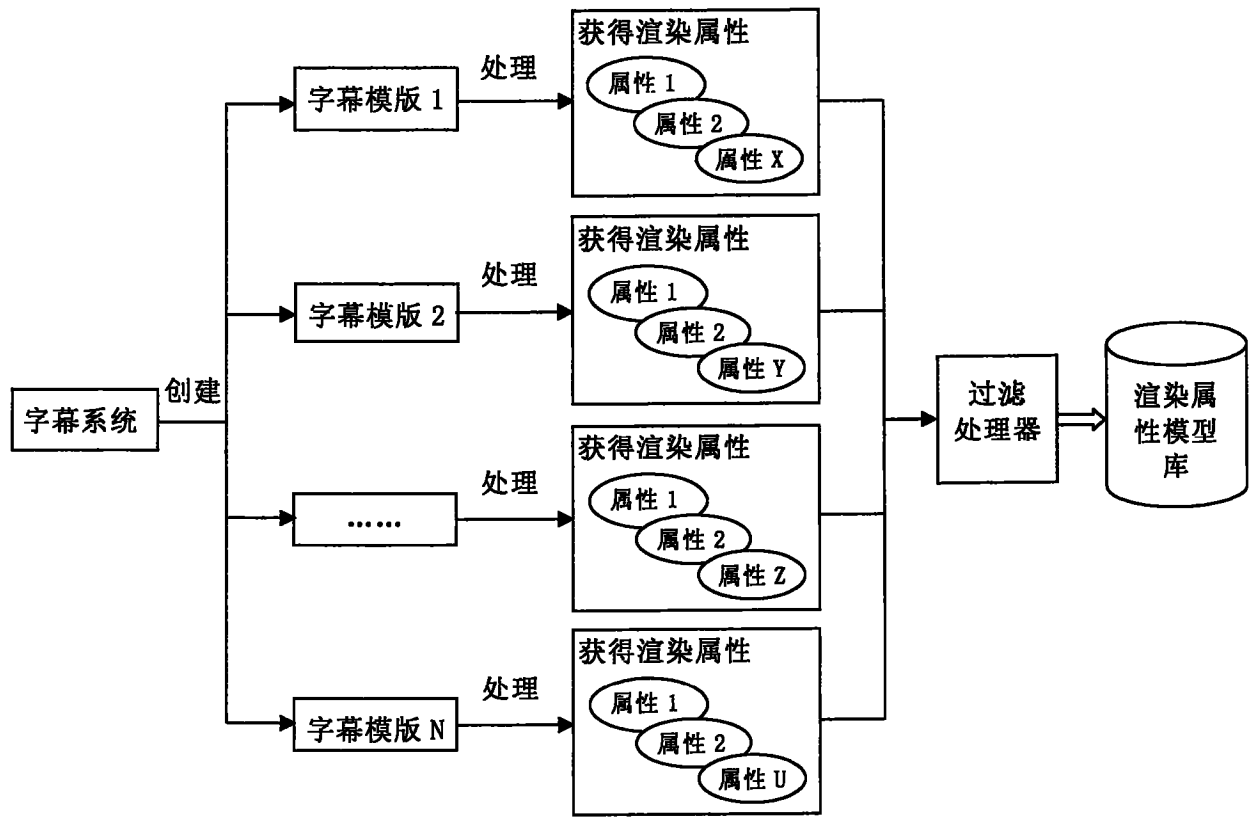 字幕系统
创建
字幕模版 1
处理
获得渲染属性
属性 1
属性 2
属性 X
字幕模版 2
处理
获得渲染属性
属性 1
属性 2
属性 Y
……
处理
获得渲染属性
属性 1
属性 2
属性 Z
字幕模版 N
处理
获得渲染属性
属性 1
属性 2
属性 U
过滤
处理器
渲染属
性模型
库